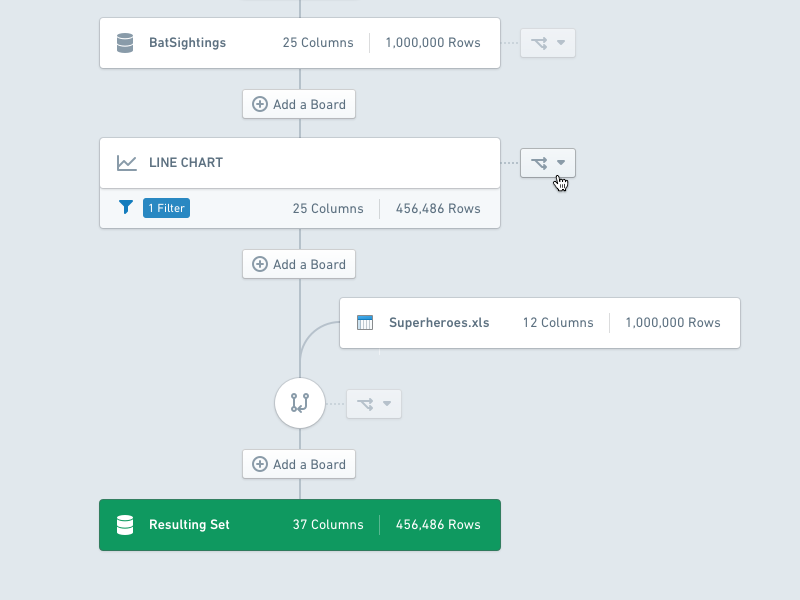 BatSightings 25 Columns 1,000,000 Rows
Add a Board
LINE CHART
1 Filter 25 Columns 456,486 Rows
Add a Board
Superheroes.xls 12 Columns 1,000,000 Rows
Add a Board
Resulting Set 37 Columns 456,486 Rows